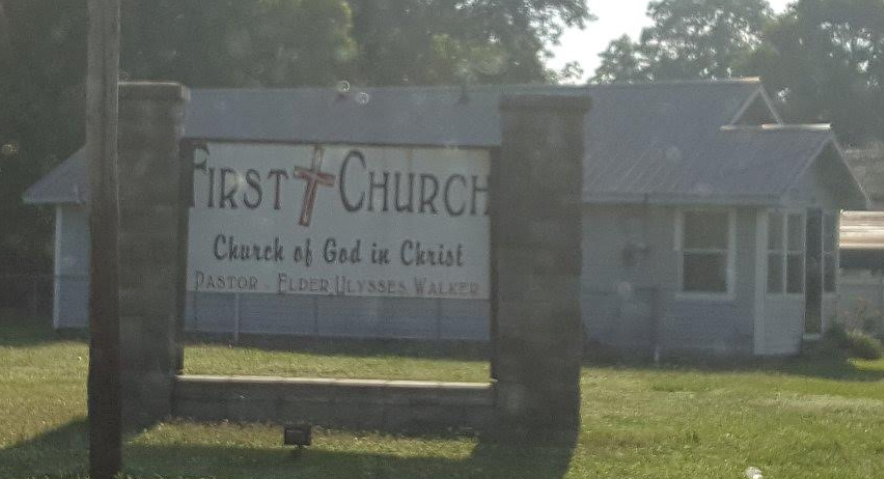 FIRST CHURCH
Church of God in Christ
PASTOR - ELDER, ULYSSES WALKER